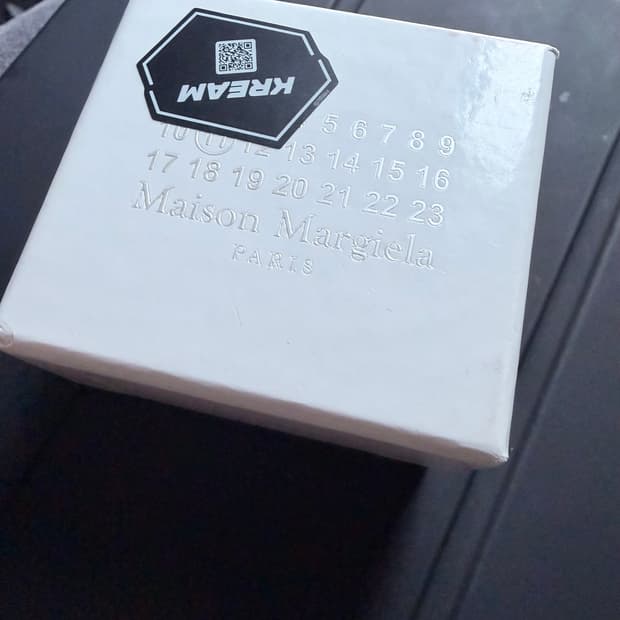 KREAM
5 6 7 8 9
10 11 12 13 14 15 16
17 18 19 20 21 22 23
Maison Margiela
PARIS